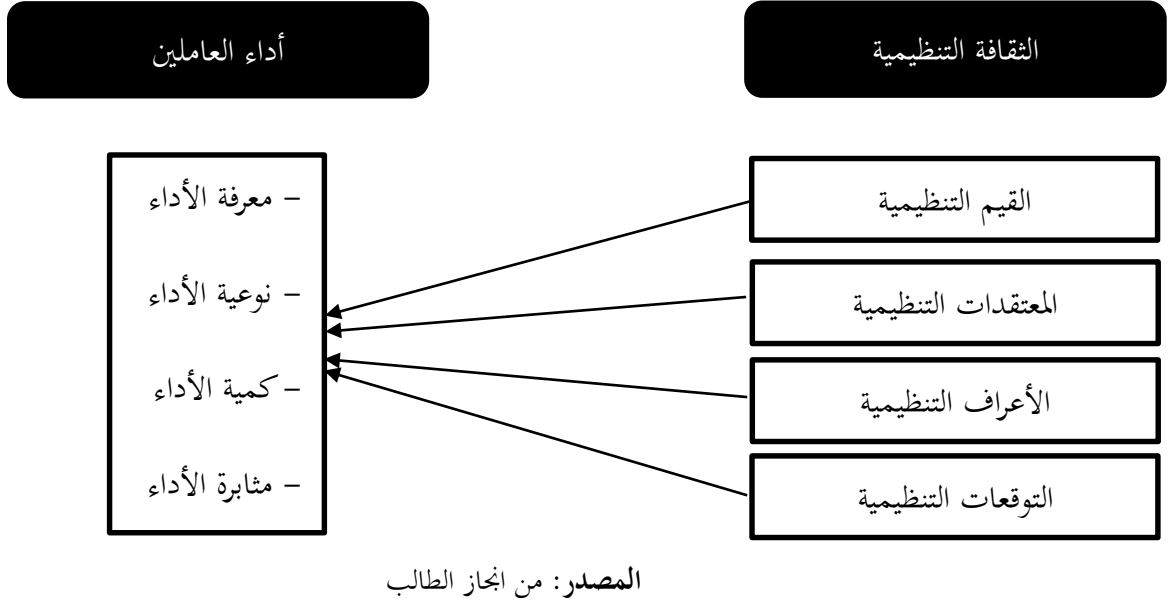 الثقافة التنظيمية
أداء العاملين
القيم التنظيمية
المعتقدات التنظيمية
الأعراف التنظيمية
التوقعات التنظيمية
– معرفة الأداء
– نوعية الأداء
– كمية الأداء
– مثابرة الأداء
المصدر: من انجاز الطالب